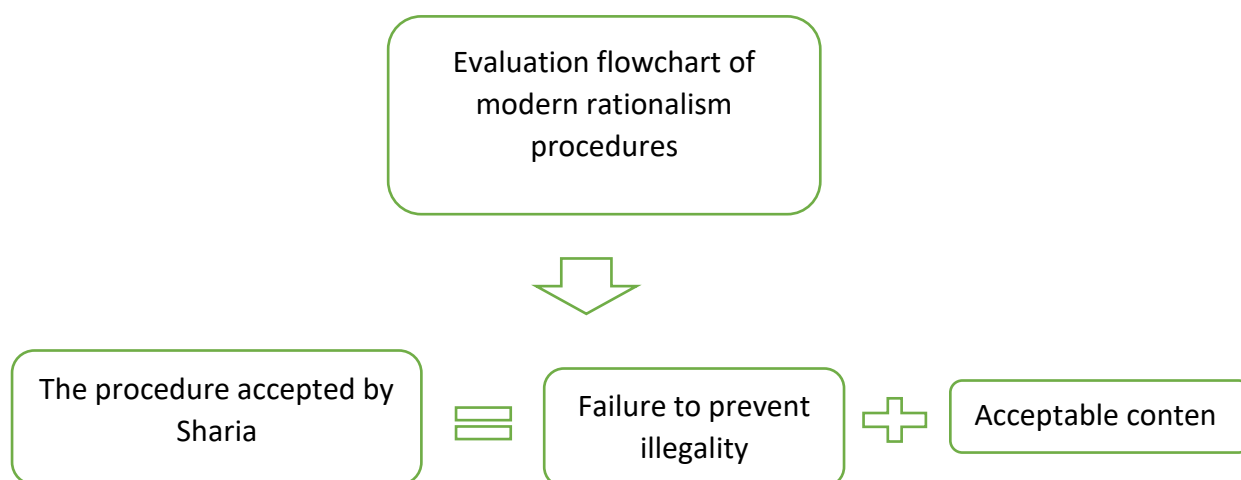 Evaluation flowchart of
modern rationalism
procedures
The procedure accepted by
Sharia
=
Failure to prevent
illegality
+
Acceptable conten